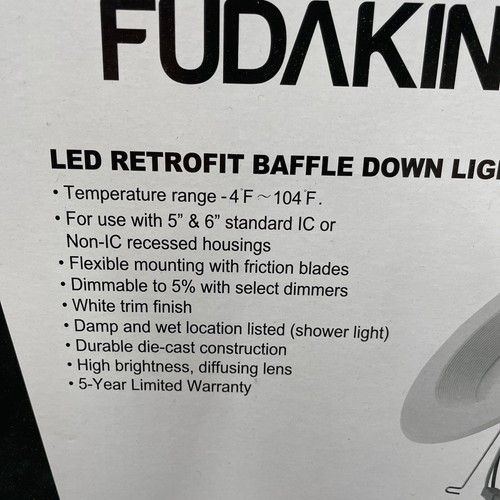 FUDAKIN
LED RETROFIT BAFFLE DOWN LIG
• Temperature range -4°F～104°F.
• For use with 5” & 6” standard IC or
Non-IC recessed housings
• Flexible mounting with friction blades
• Dimmable to 5% with select dimmers
• White trim finish
• Damp and wet location listed (shower light)
• Durable die-cast construction
• High brightness, diffusing lens
• 5-Year Limited Warranty